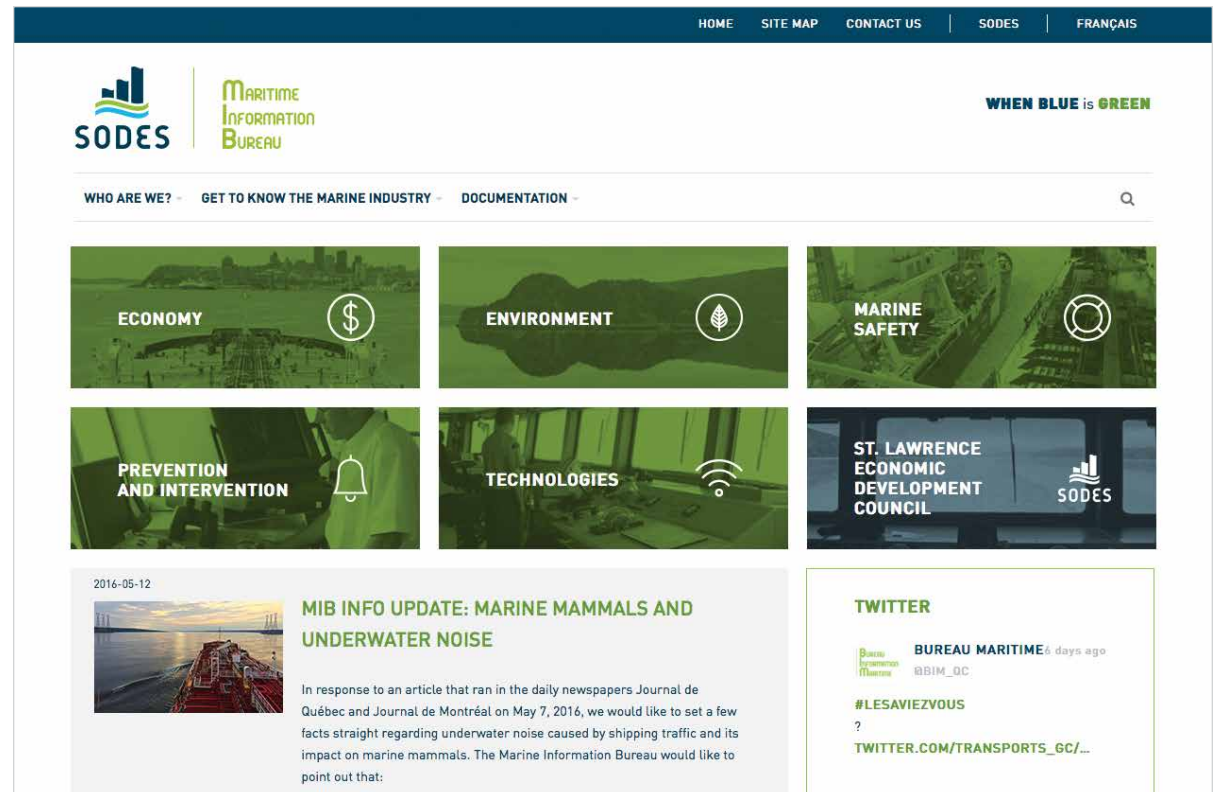 HOME SITE MAP CONTACT US SODES FRANÇAIS
SODES
MARITIME
INFORMATION
BUREAU
WHEN BLUE is GREEN
WHO ARE WE? GET TO KNOW THE MARINE INDUSTRY DOCUMENTATION
ECONOMY
$
ENVIRONMENT
MARINE
SAFETY
PREVENTION
AND INTERVENTION
TECHNOLOGIES
ST. LAWRENCE
ECONOMIC
DEVELOPMENT
COUNCIL
SODES
2016-05-12
MIB INFO UPDATE: MARINE MAMMALS AND
UNDERWATER NOISE
In response to an article that ran in the daily newspapers Journal de
Québec and Journal de Montréal on May 7, 2016, we would like to set a few
facts straight regarding underwater noise caused by shipping traffic and its
impact on marine mammals. The Marine Information Bureau would like to
point out that:
TWITTER
BUREAU
INFORMATION
MARITIME
BUREAU MARITIME 6 days ago
@BIM_QC
#LESAVIEZVOUS
?
TWITTER.COM/TRANSPORTS_GC/...